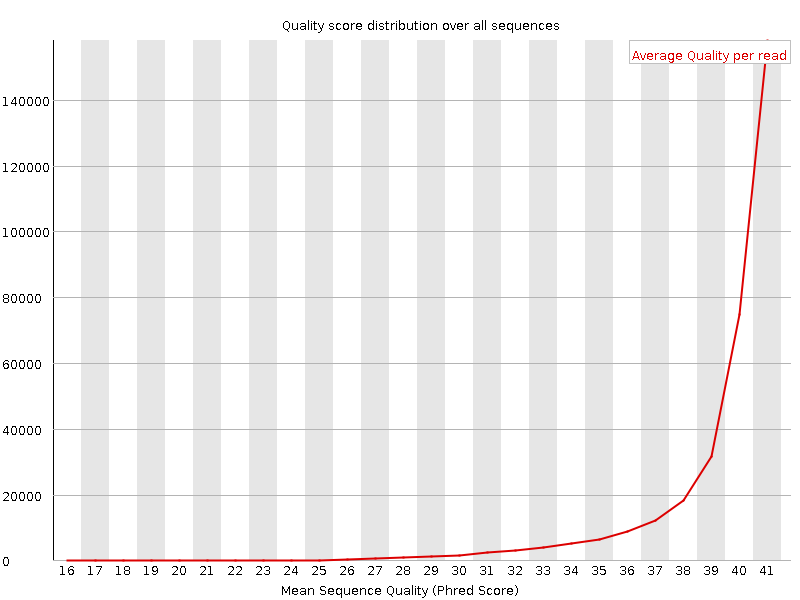 Quality score distribution over all sequences
Average Quality per read
140000
120000
100000
80000
60000
40000
20000
0
16 17 18 19 20 21 22 23 24 25 26 27 28 29 30 31 32 33 34 35 36 37 38 39 40 41
Mean Sequence Quality (Phred Score)